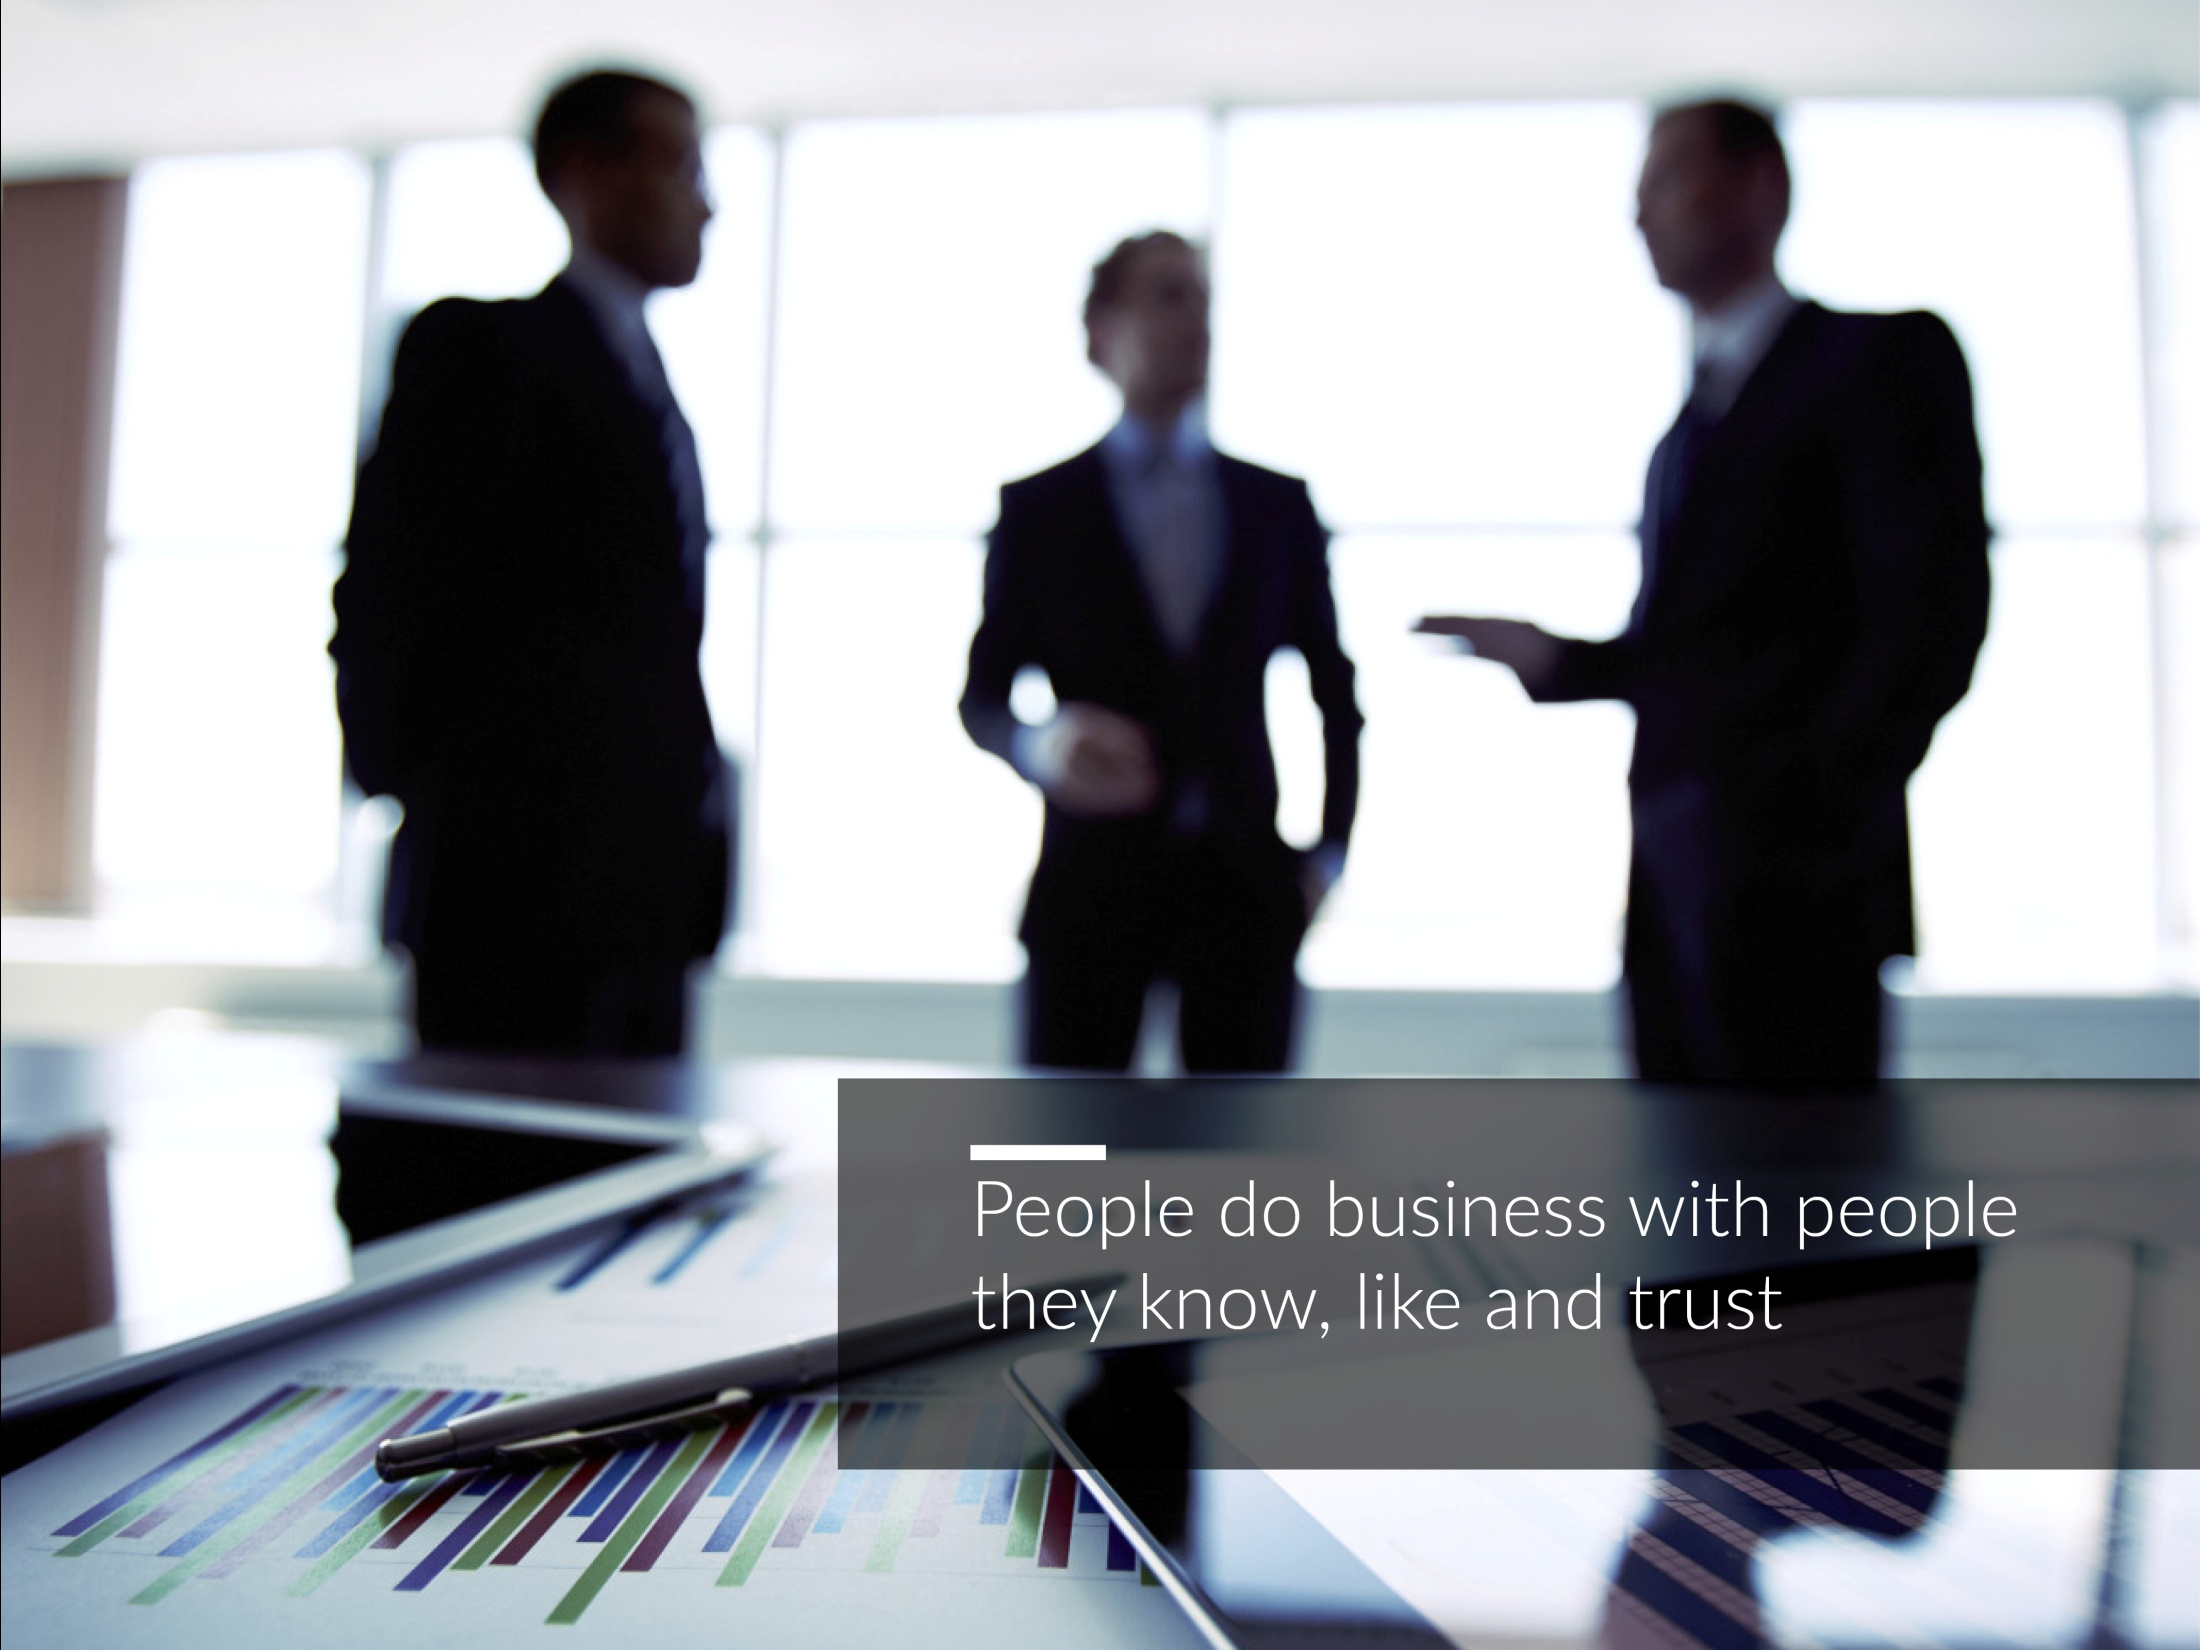 People do business with people
they know, like and trust